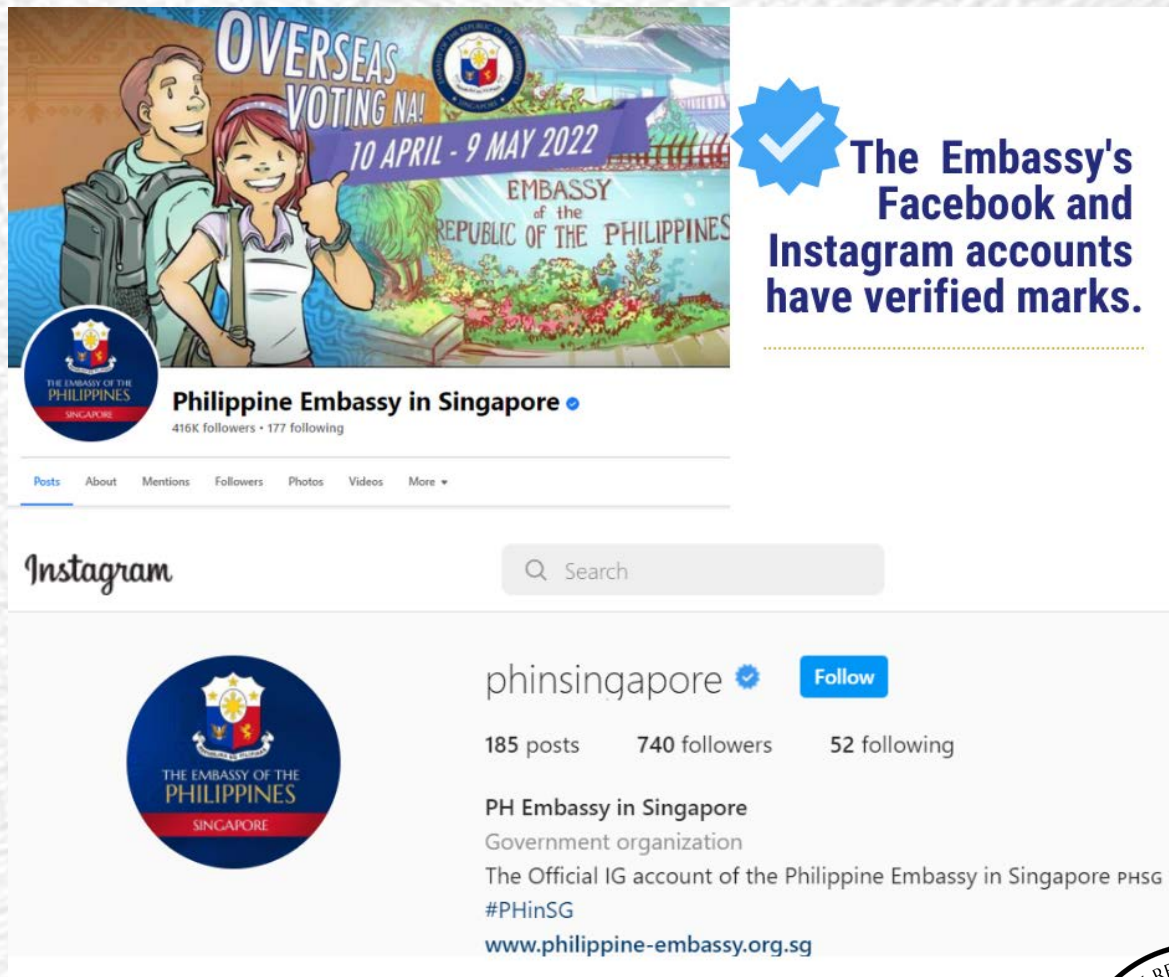 OVERSEAS
VOTING NA!
10 APRIL - 9 MAY 2022
EMBASSY
of the
REPUBLIC OF THE PHILIPPINES
The Embassy's
Facebook and
Instagram accounts
have verified marks.
THE EMBASSY OF THE
PHILIPPINES
SINGAPORE
Philippine Embassy in Singapore
416K followers • 177 following
Posts About Mentions Followers Photos Videos More
Instagram
Search
THE EMBASSY OF THE
PHILIPPINES
SINGAPORE
phinsingapore Follow
185 posts 740 followers 52 following
PH Embassy in Singapore
Government organization
The Official IG account of the Philippine Embassy in Singapore PHSG
#PHinSG
www.philippine-embassy.org.sg